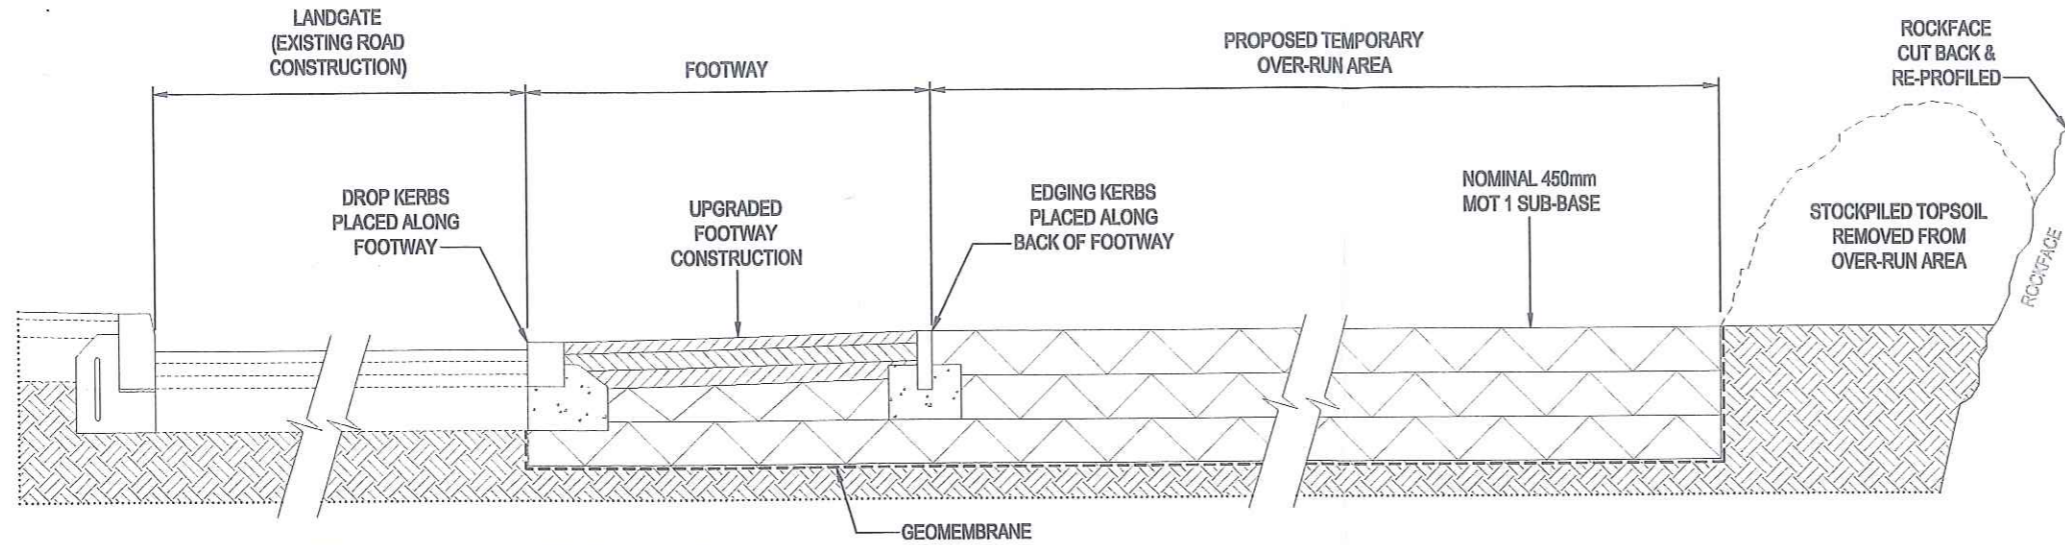 LANDGATE
(EXISTING ROAD
CONSTRUCTION)
FOOTWAY
PROPOSED TEMPORARY
OVER-RUN AREA
ROCKFACE
CUT BACK &
RE-PROFILED
DROP KERBS
PLACED ALONG
FOOTWAY
UPGRADED
FOOTWAY
CONSTRUCTION
EDGING KERBS
PLACED ALONG
BACK OF FOOTWAY
NOMINAL 450mm
MOT 1 SUB-BASE
STOCKPILED TOPSOIL
REMOVED FROM
OVER-RUN AREA
ROCKFACE
GEOMEMBRANE